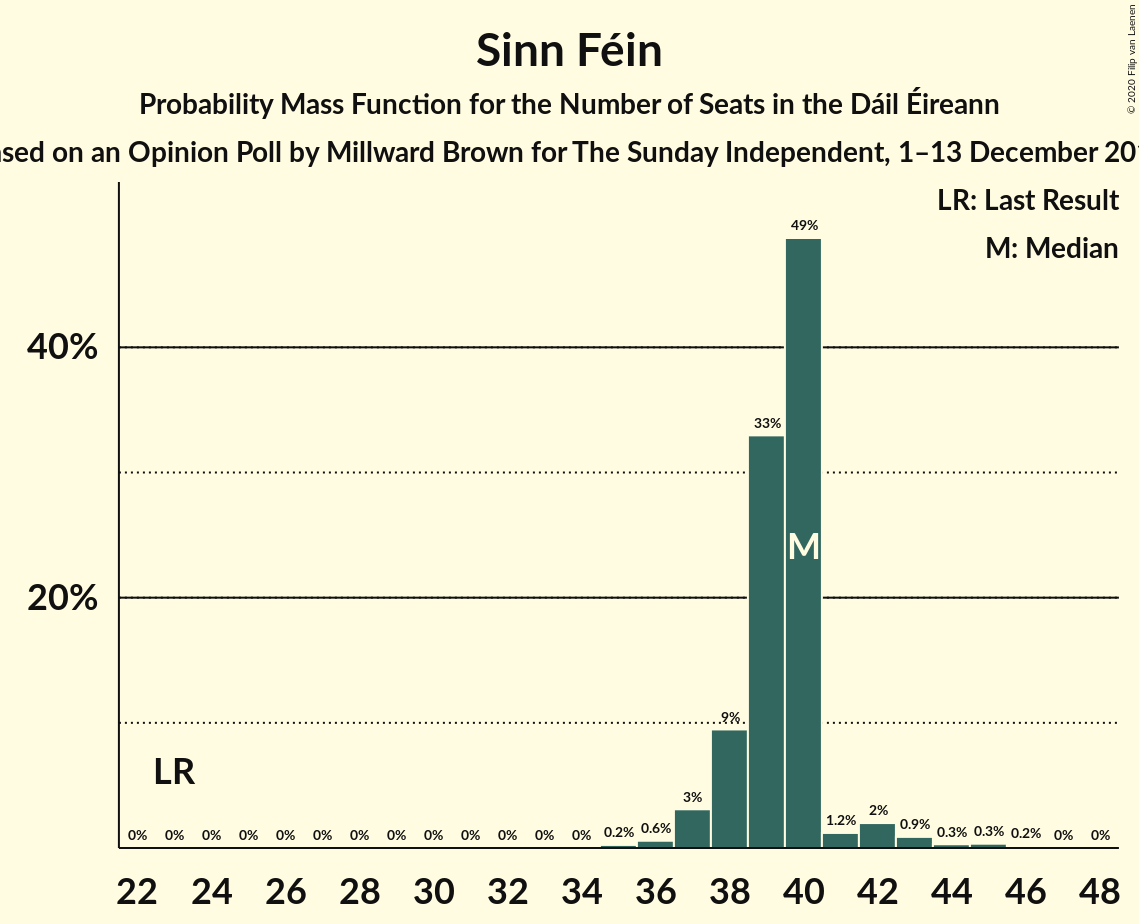 Sinn Féin
Probability Mass Function for the Number of Seats in the Dáil Éireann
on an Opinion Poll by Millward Brown for The Sunday Independent, 1–13 December
© 2020 Filip van Laenen
LR: Last Result
M: Median
40%
20%
LR
M
0% 0% 0% 0% 0% 0% 0% 0% 0% 0% 0% 0% 0% 0.2% 0.6% 3% 9% 33% 49% 1.2% 2% 0.9% 0.3% 0.3% 0.2% 0% 0%
22 24 26 28 30 32 34 36 38 40 42 44 46 48